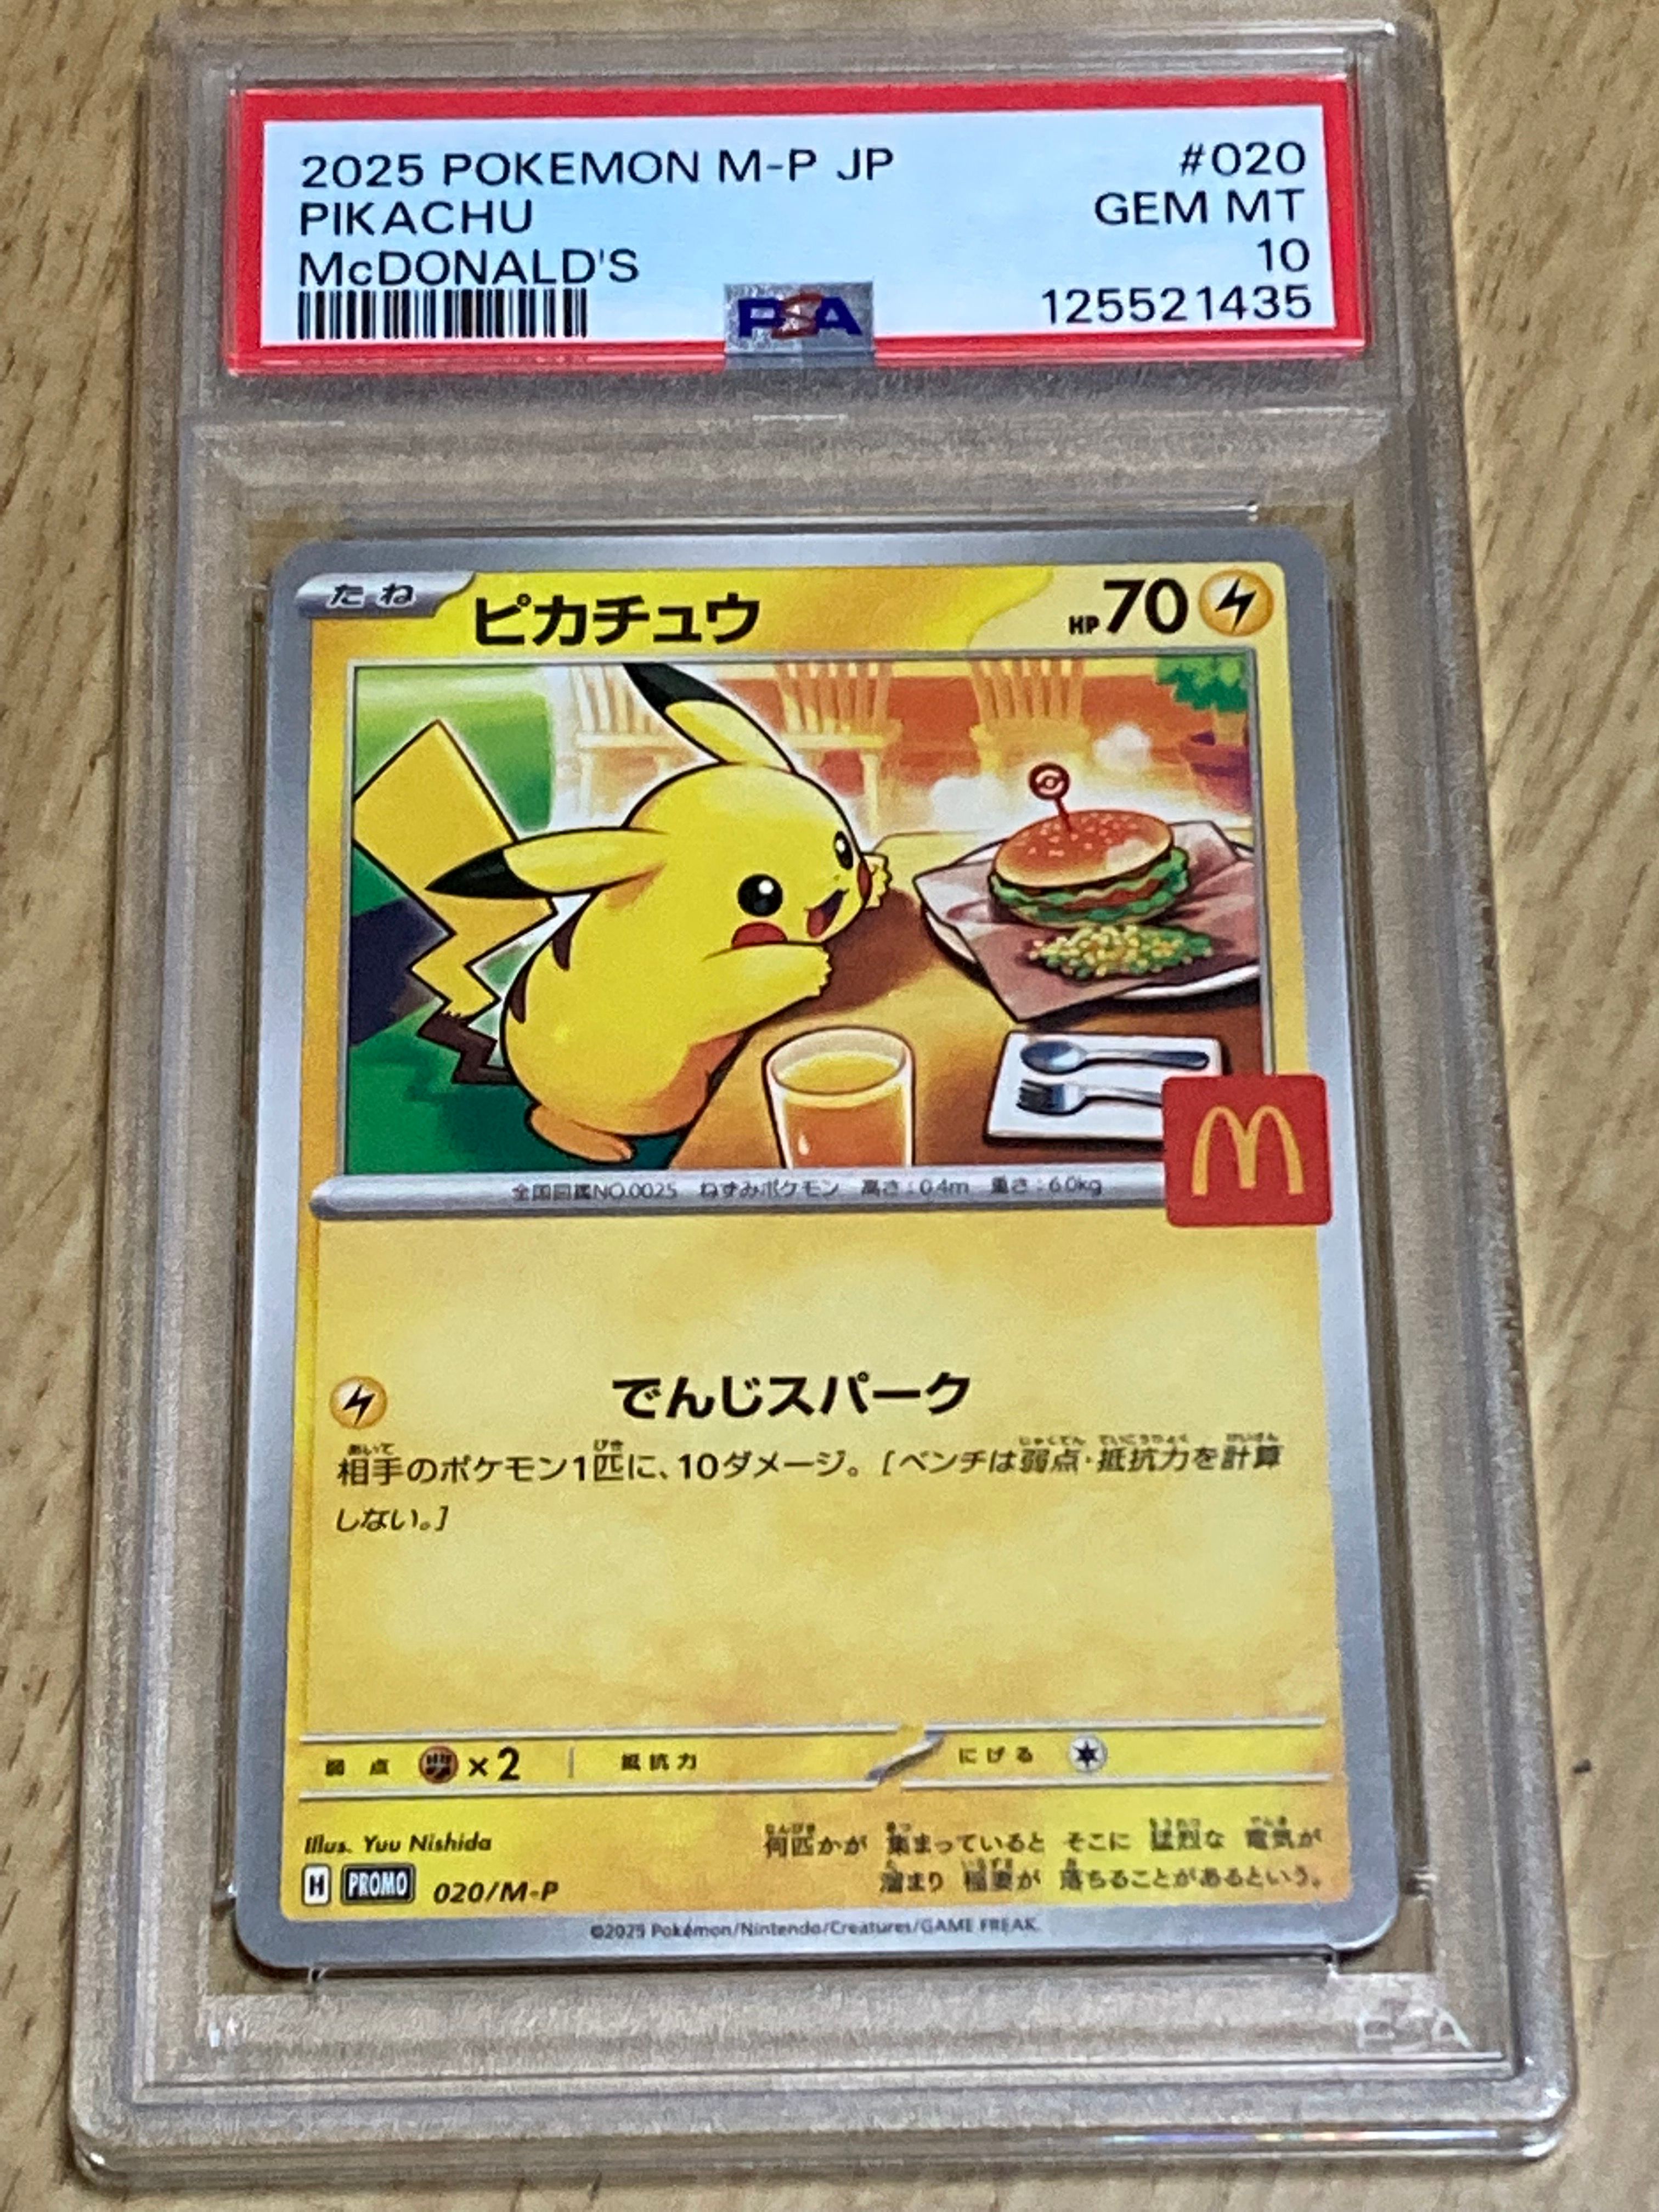 2025 POKEMON M-P JP #020
PIKACHU GEM MT
McDONALD'S 10
PSA 125521435
たね ピカチュウ HP70
全国図鑑NO.0025 ねずみポケモン 高さ:0.4m 重さ:6.0kg
でんじスパーク
相手のポケモン1匹に、10ダメージ。[ベンチは弱点・抵抗力を計算
しない。]
弱点 ×2 抵抗力 にげる
Illus. Yuu Nishida
何匹かが 集まっていると そこに 猛烈な 電気が
溜まり 稲妻が 落ちることがあるという。
H PROMO 020/M-P
©2025 Pokémon/Nintendo/Creatures/GAME FREAK.
PSA